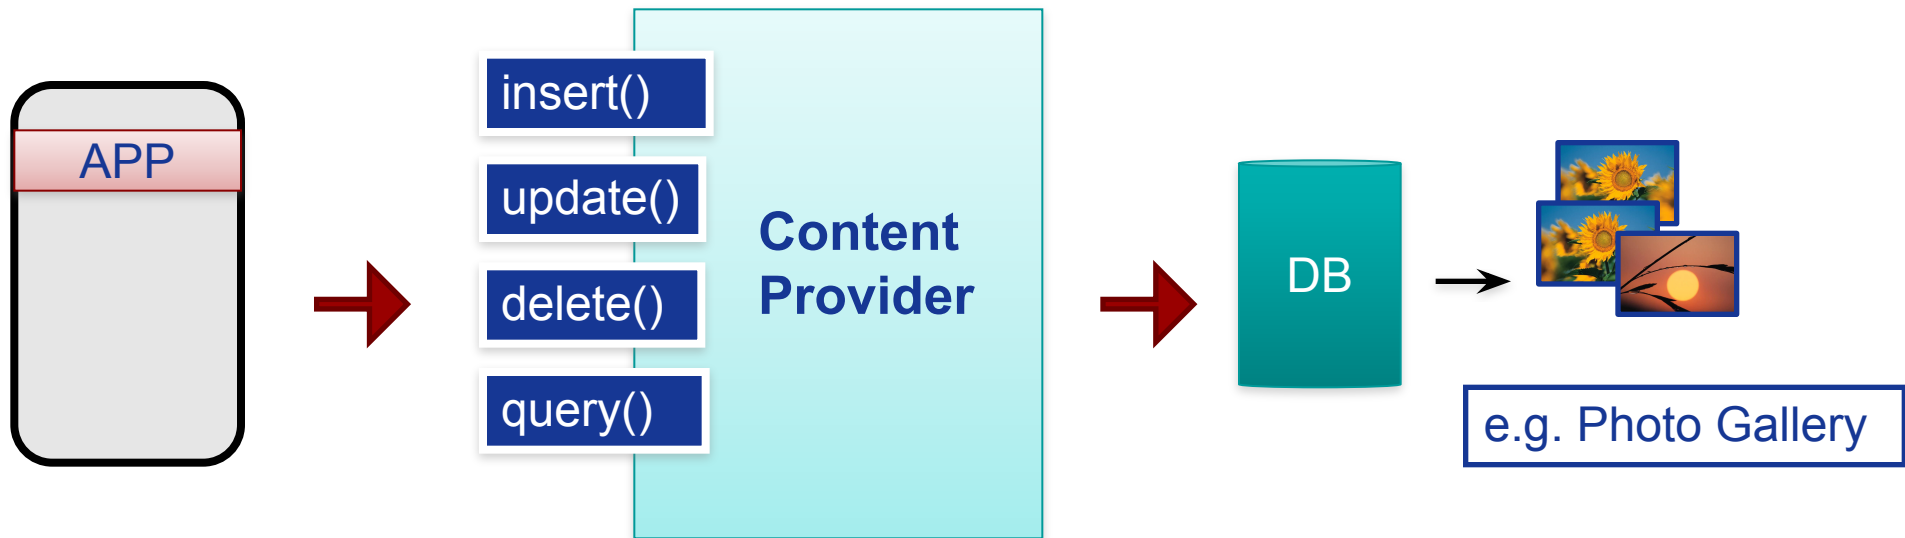 APP
insert()
update()
delete()
query()
Content
Provider
DB
e.g. Photo Gallery